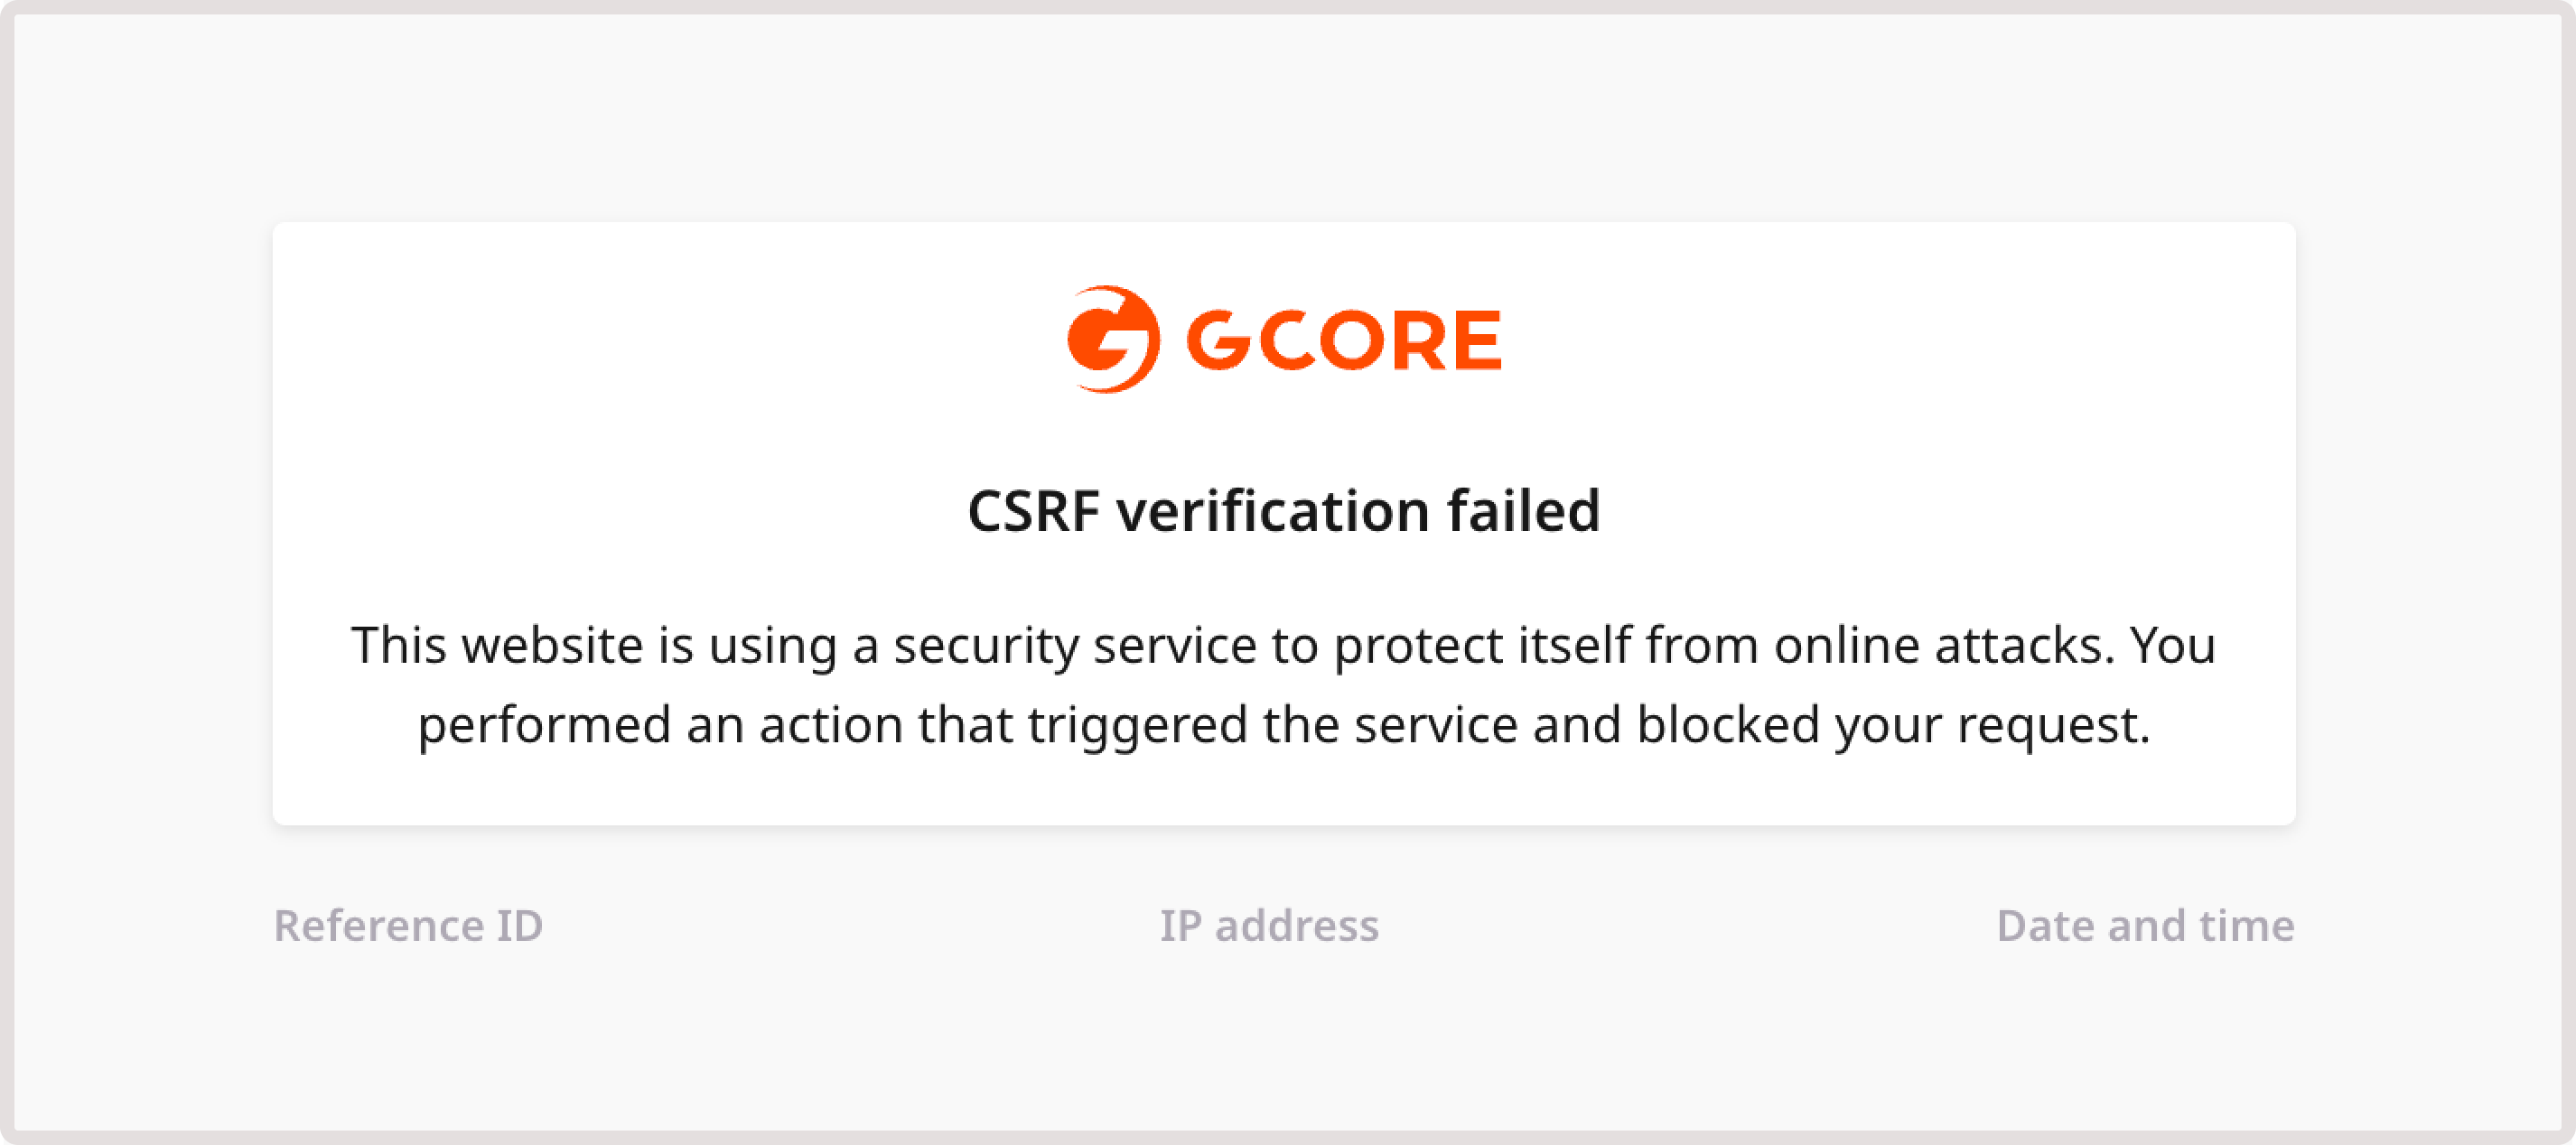 GCORE
CSRF verification failed
This website is using a security service to protect itself from online attacks. You
performed an action that triggered the service and blocked your request.
Reference ID
IP address
Date and time